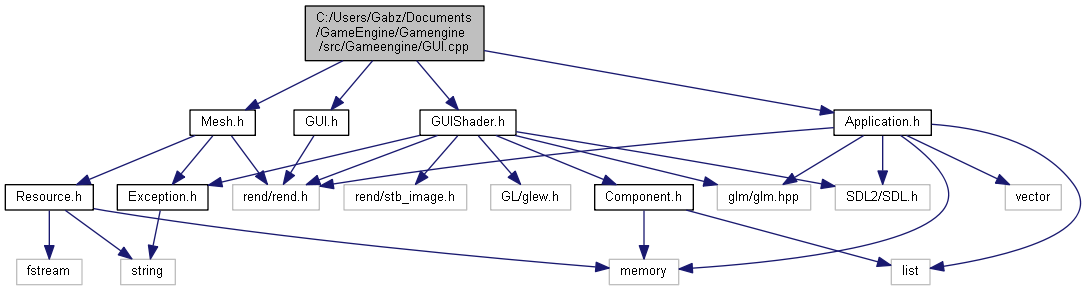 C:/Users/Gabz/Documents
/GameEngine/Gamengine
/src/Gameengine/GUI.cpp
Mesh.h
GUI.h
GUIShader.h
Application.h
Resource.h
Exception.h
rend/rend.h
rend/stb_image.h
GL/glew.h
Component.h
glm/glm.hpp
SDL2/SDL.h
vector
fstream
string
memory
list